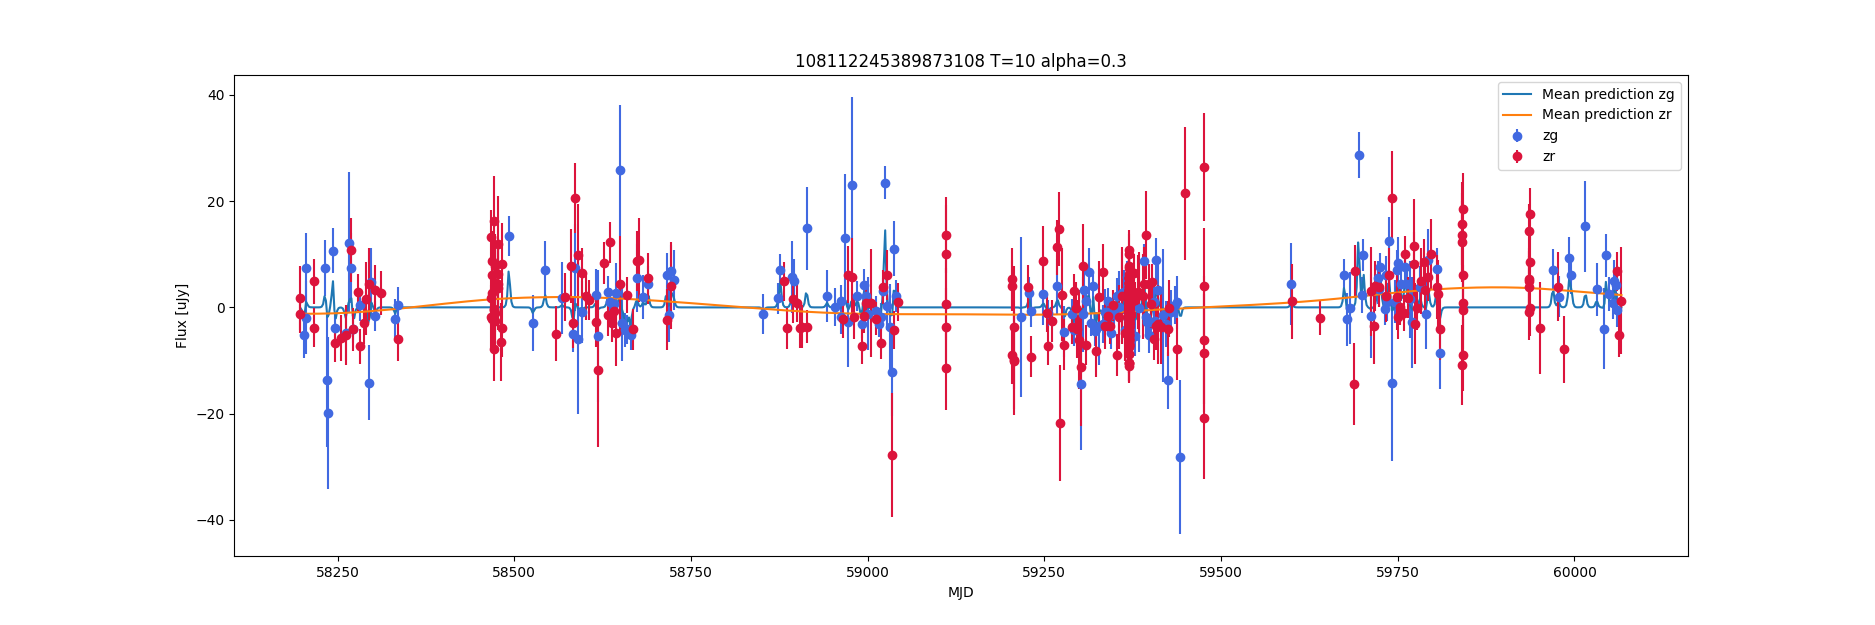 108112245389873108 T=10 alpha=0.3
Flux [uJy]
40
20
0
−20
−40
Mean prediction zg
Mean prediction zr
zg
zr
58250 58500 58750 59000 59250 59500 59750 60000
MJD